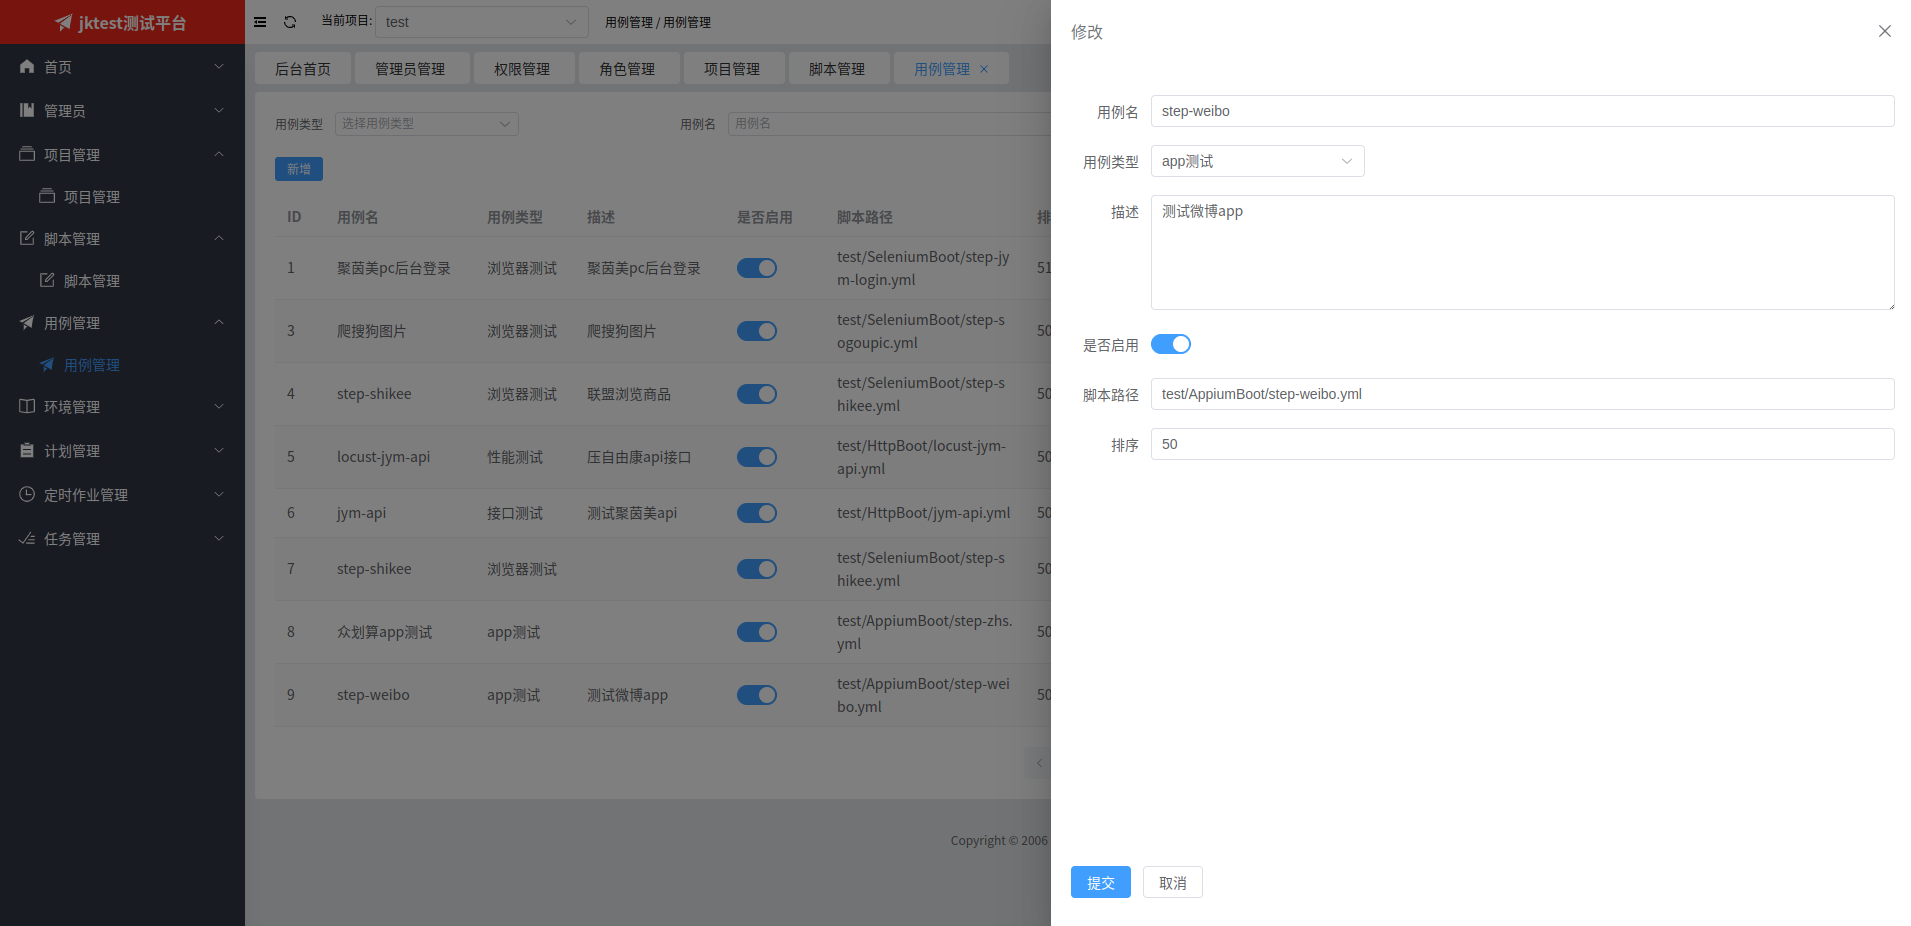 jktest测试平台
首页
管理员
项目管理
项目管理
脚本管理
脚本管理
用例管理
用例管理
环境管理
计划管理
定时作业管理
任务管理
当前项目: test 用例管理 / 用例管理
后台首页 管理员管理 权限管理 角色管理 项目管理 脚本管理 用例管理
用例类型 选择用例类型 用例名 用例名
新增
ID 用例名 用例类型 描述 是否启用 脚本路径 排
1 聚茵美pc后台登录 浏览器测试 聚茵美pc后台登录 test/SeleniumBoot/step-jy 51
m-login.yml
3 爬搜狗图片 浏览器测试 爬搜狗图片 test/SeleniumBoot/step-s 50
ogoupic.yml
4 step-shikee 浏览器测试 联盟浏览商品 test/SeleniumBoot/step-s 50
hikee.yml
5 locust-jym-api 性能测试 压自由康api接口 test/HttpBoot/locust-jym- 50
api.yml
6 jym-api 接口测试 测试聚茵美api test/HttpBoot/jym-api.yml 50
7 step-shikee 浏览器测试 test/SeleniumBoot/step-s 50
hikee.yml
8 众划算app测试 app测试 test/AppiumBoot/step-zhs. 50
yml
9 step-weibo app测试 测试微博app test/AppiumBoot/step-wei 50
bo.yml
Copyright © 2006
修改
用例名 step-weibo
用例类型 app测试
描述 测试微博app
是否启用
脚本路径 test/AppiumBoot/step-weibo.yml
排序 50
提交 取消